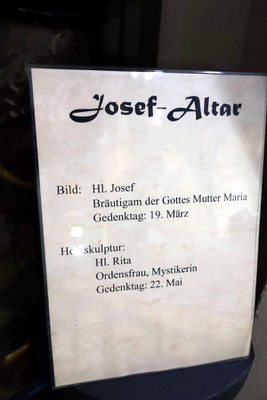 Josef-Altar
Bild: Hl. Josef
Bräutigam der Gottes Mutter Maria
Gedenktag: 19. März
Holzskulptur:
Hl. Rita
Ordensfrau, Mystikerin
Gedenktag: 22. Mai